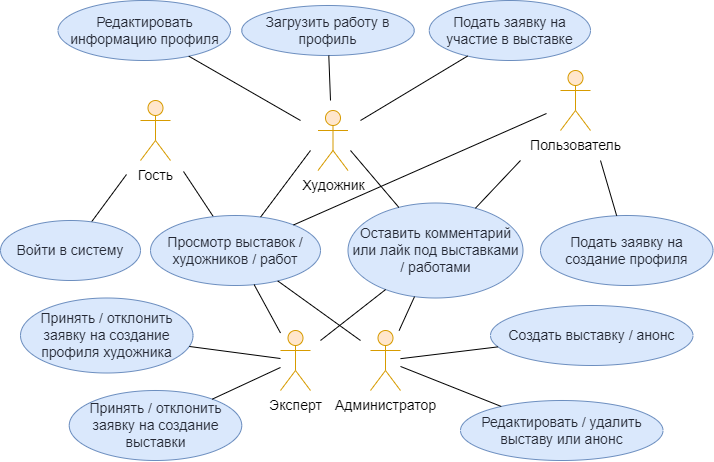 Редактировать
информацию профиля
Загрузить работу в
профиль
Подать заявку на
участие в выставке
Гость
Художник
Пользователь
Войти в систему
Просмотр выставок /
художников / работ
Оставить комментарий
или лайк под выставками
/ работами
Подать заявку на
создание профиля
Принять / отклонить
заявку на создание
профиля художника
Создать выставку / анонс
Эксперт
Администратор
Принять / отклонить
заявку на создание
выставки
Редактировать / удалить
выставу или анонс